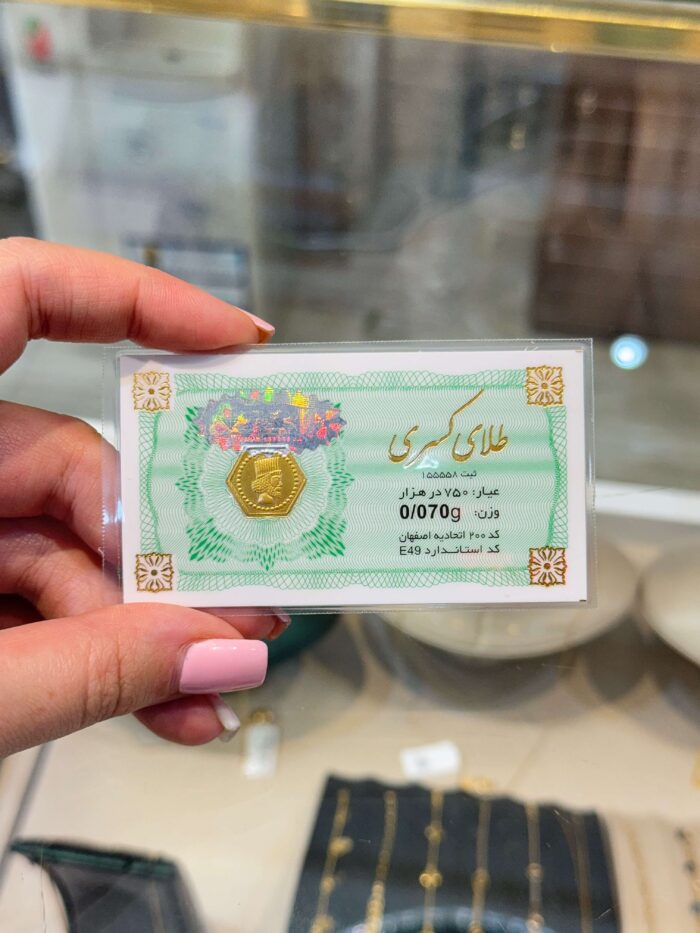 طلای کسری
ثبت ۱۵۵۵۵۸
عیار: ۷۵۰ در هزار
وزن: 0/070g
کد ۲۰۰ اتحادیه اصفهان
کد استاندارد E49